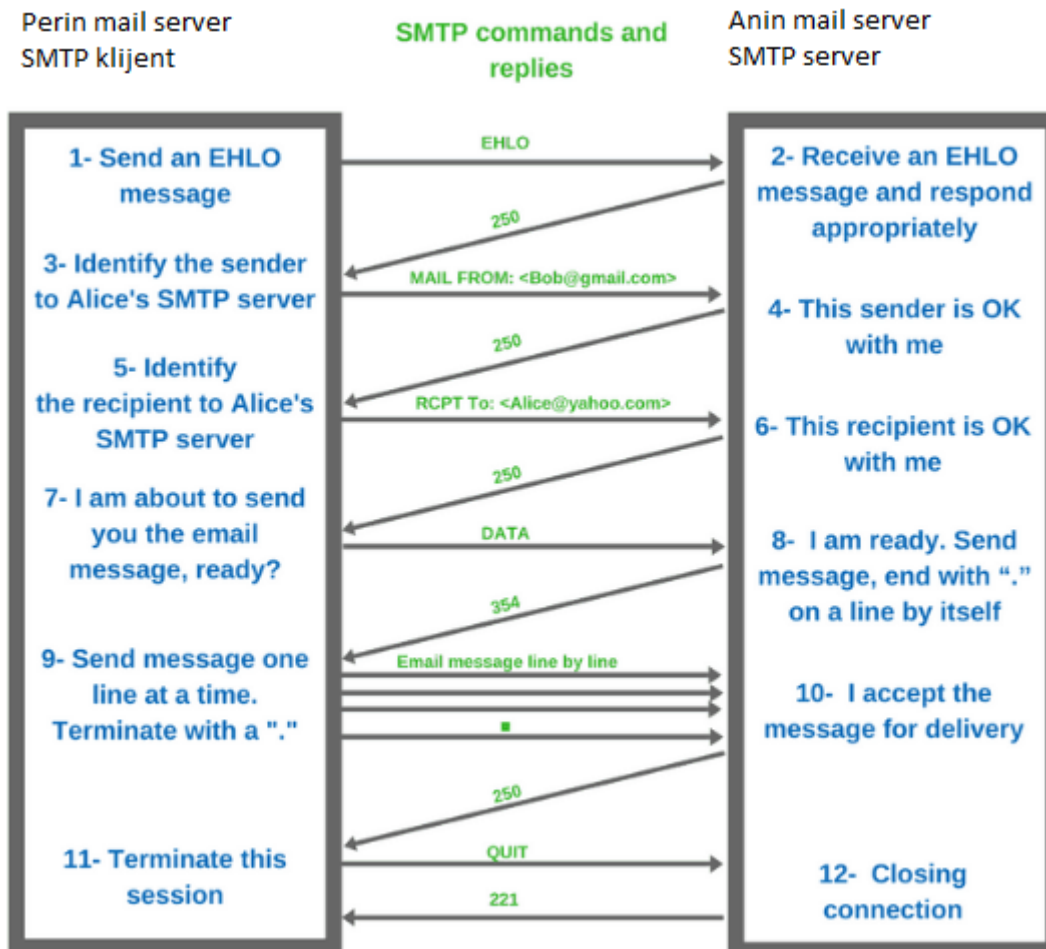 Perin mail server
SMTP klijent
SMTP commands and
replies
Anin mail server
SMTP server
1- Send an EHLO
message
EHLO
2- Receive an EHLO
message and respond
appropriately
250
3- Identify the sender
to Alice's SMTP server
MAIL FROM: <Bob@gmail.com>
4- This sender is OK
with me
250
5- Identify
the recipient to Alice's
SMTP server
RCPT To: <Alice@yahoo.com>
6- This recipient is OK
with me
250
7- I am about to send
you the email
message, ready?
DATA
8- I am ready. Send
message, end with “.”
on a line by itself
354
9- Send message one
line at a time.
Terminate with a "."
Email message line by line
.
10- I accept the
message for delivery
250
11- Terminate this
session
QUIT
12- Closing
connection
221